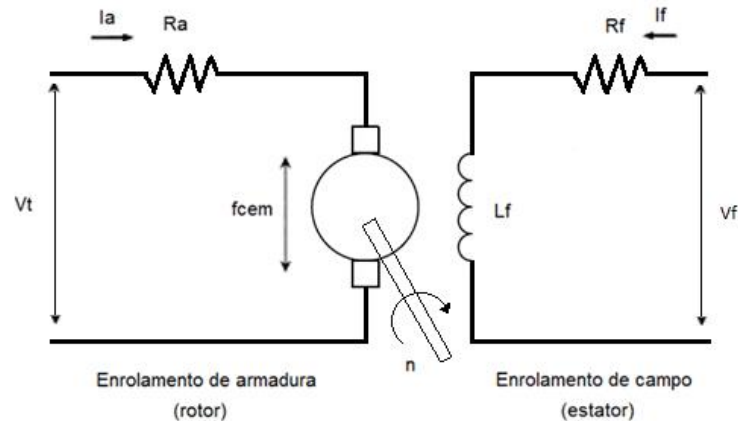 Ia
Ra
Rf
If
Vt
fcem
Lf
Vf
n
Enrolamento de armadura
(rotor)
Enrolamento de campo
(estator)